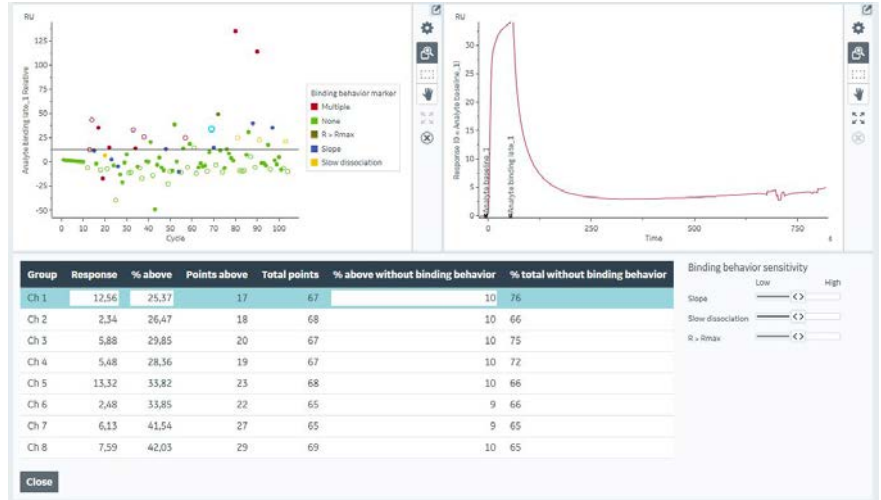 RU
125
100
75
50
25
0
-25
-50
Analyte binding late_1 Relative
0 10 20 30 40 50 60 70 80 90 100
Cycle
Binding behavior marker
Multiple
None
R > Rmax
Slope
Slow dissociation
RU
30
25
20
15
10
5
0
Response (0 = Analyte baseline_1)
Analyte baseline_1
Analyte binding late_1
0 250 500 750
Time
Group Response % above Points above Total points % above without binding behavior % total without binding behavior
Ch 1 12,56 25,37 17 67 10 76
Ch 2 2,34 26,47 18 68 10 66
Ch 3 5,88 29,85 20 67 10 75
Ch 4 5,48 28,36 19 67 10 72
Ch 5 13,32 33,82 23 68 10 66
Ch 6 2,48 33,85 22 65 9 66
Ch 7 6,13 41,54 27 65 9 65
Ch 8 7,59 42,03 29 69 10 65
Binding behavior sensitivity
Low High
Slope
Slow dissociation
R > Rmax
Close